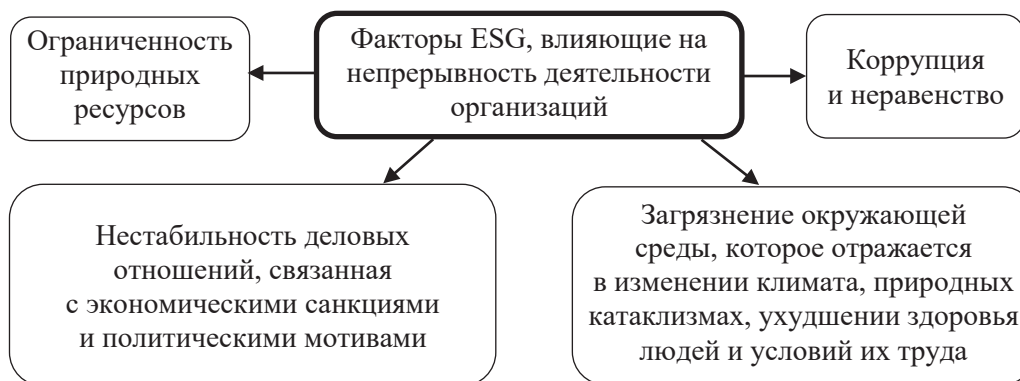 Ограниченность
природных
ресурсов
Факторы ESG, влияющие на
непрерывность деятельности
организаций
Коррупция
и неравенство
Нестабильность деловых
отношений, связанная
с экономическими санкциями
и политическими мотивами
Загрязнение окружающей
среды, которое отражается
в изменении климата, природных
катаклизмах, ухудшении здоровья
людей и условий их труда